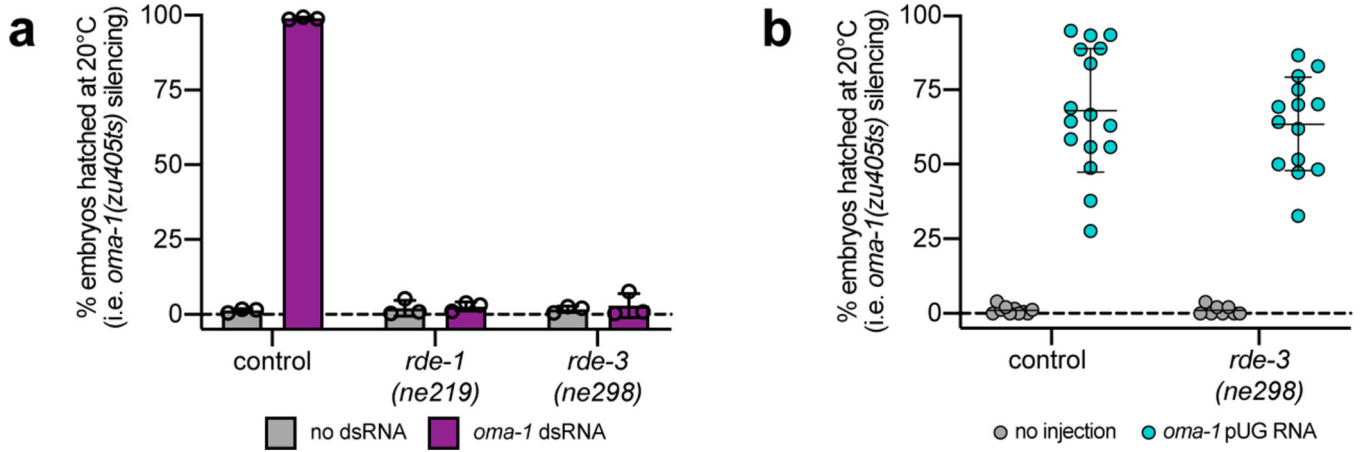 a
% embryos hatched at 20°C
(i.e. oma-1(zu405ts) silencing)
100
75
50
25
0
control
rde-1
(ne219)
rde-3
(ne298)
no dsRNA
oma-1 dsRNA
b
% embryos hatched at 20°C
(i.e. oma-1(zu405ts) silencing)
100
75
50
25
0
control
rde-3
(ne298)
no injection
oma-1 pUG RNA